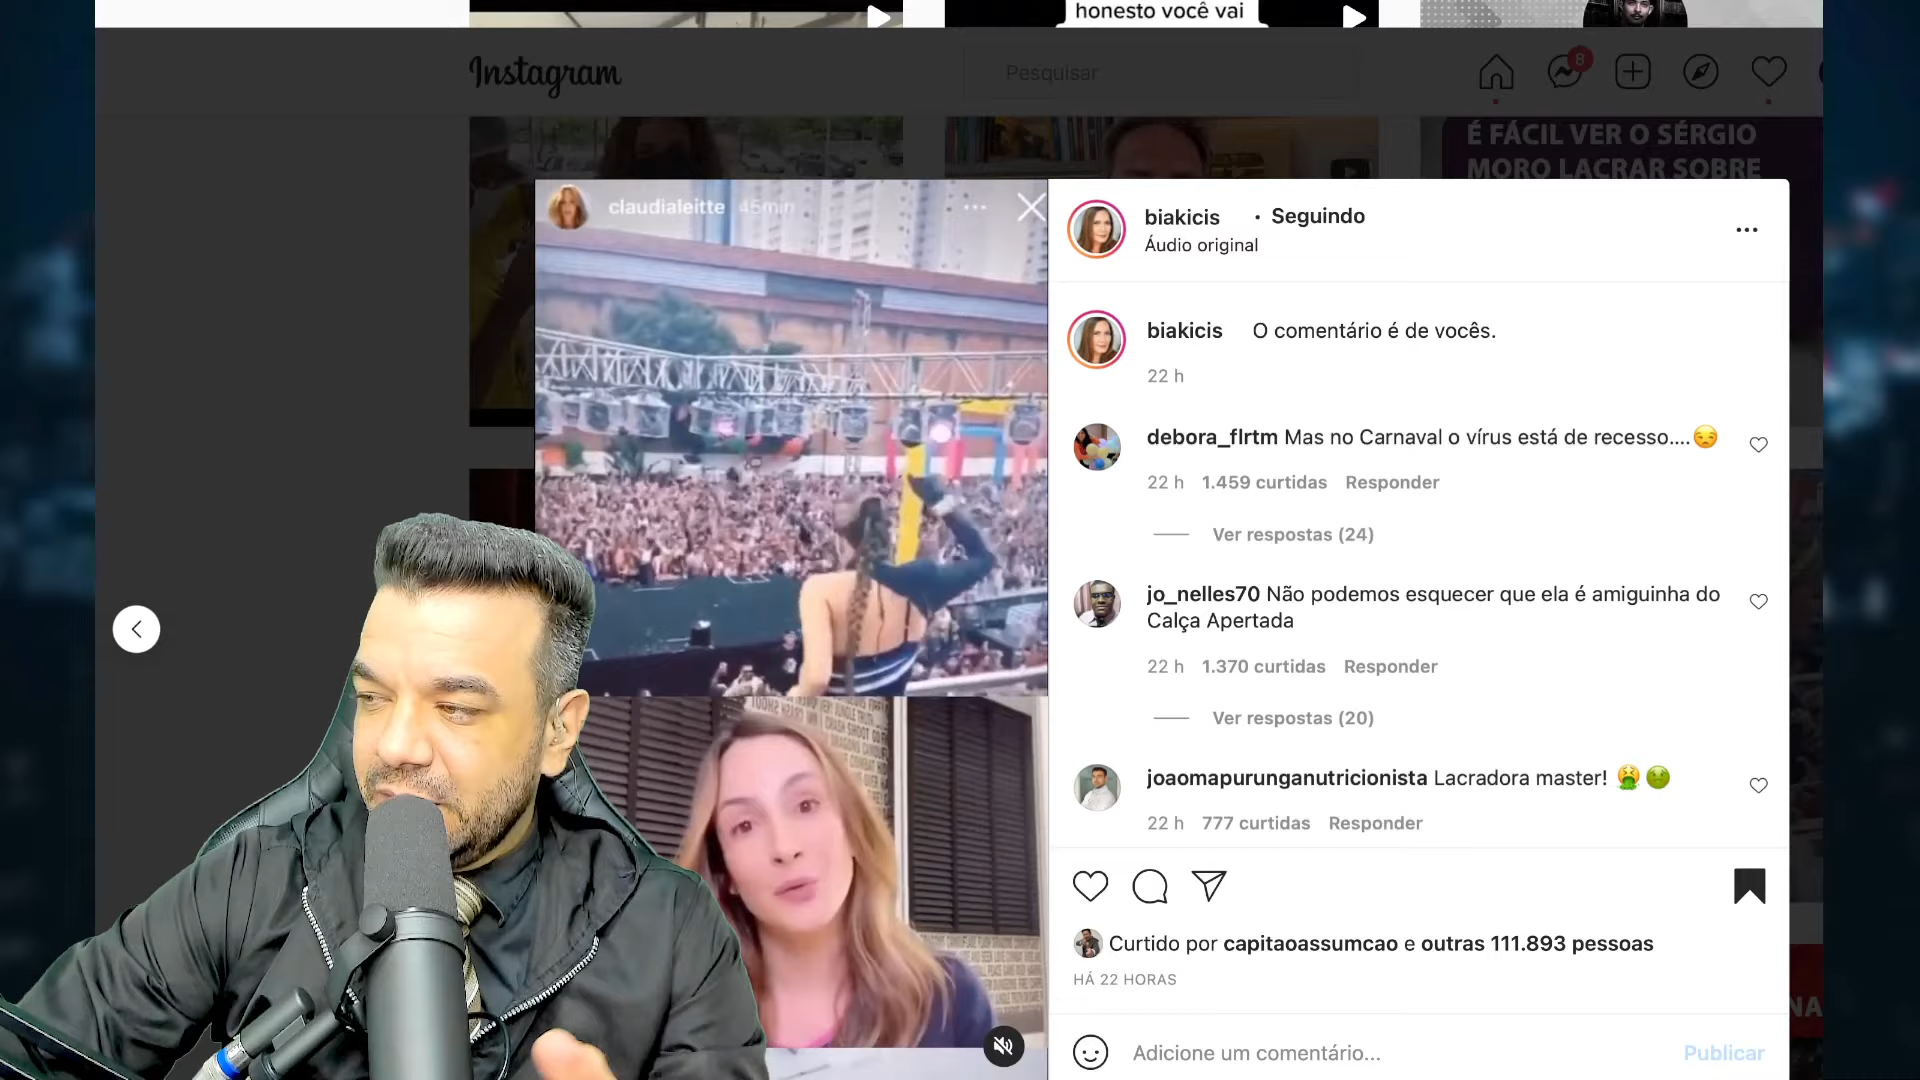 honesto você vai
Instagram
Pesquisar
8
É FÁCIL VER O SÉRGIO
MORO LACRAR SOBRE
claudialeitte 45min
biakicis • Seguindo
Áudio original
biakicis O comentário é de vocês.
22 h
debora_flrtm Mas no Carnaval o vírus está de recesso....😒
22 h 1.459 curtidas Responder
Ver respostas (24)
jo_nelles70 Não podemos esquecer que ela é amiguinha do
Calça Apertada
22 h 1.370 curtidas Responder
Ver respostas (20)
joaomapurunganutricionista Lacradora master! 🤮🤢
22 h 777 curtidas Responder
Curtido por capitaoassumcao e outras 111.893 pessoas
HÁ 22 HORAS
NA
Adicione um comentário...
Publicar